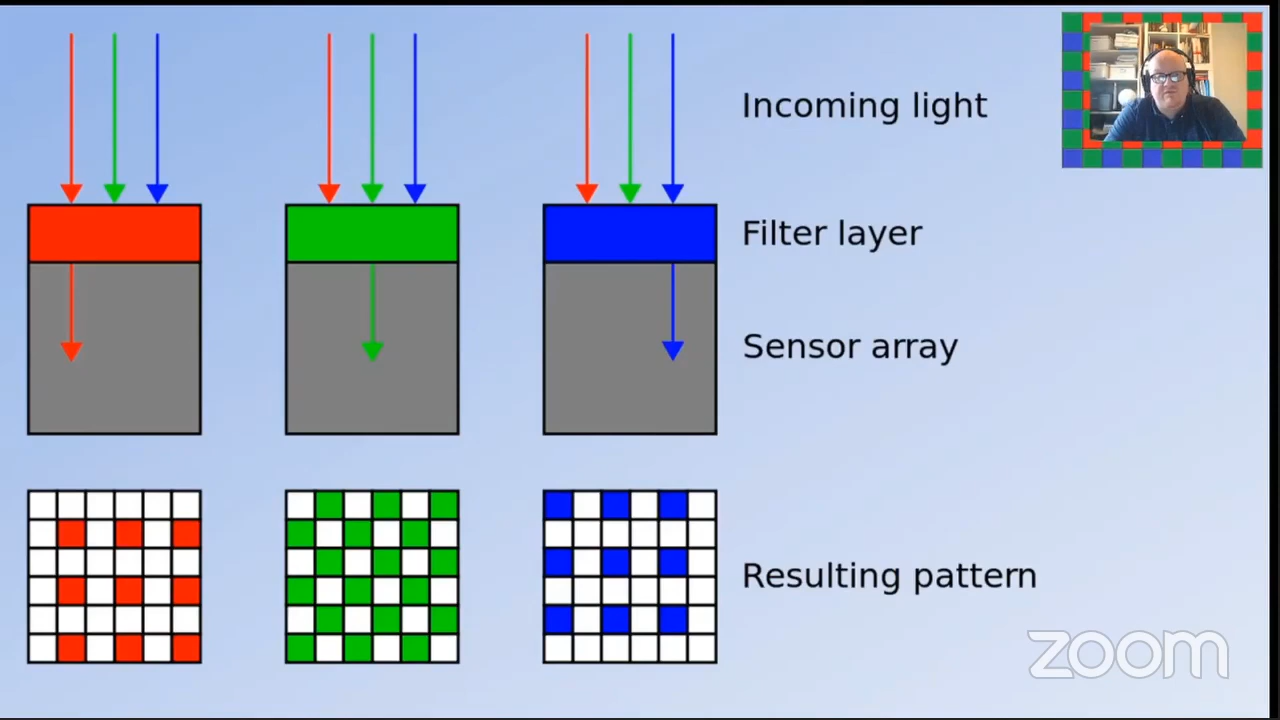 Incoming light
Filter layer
Sensor array
Resulting pattern
zoom